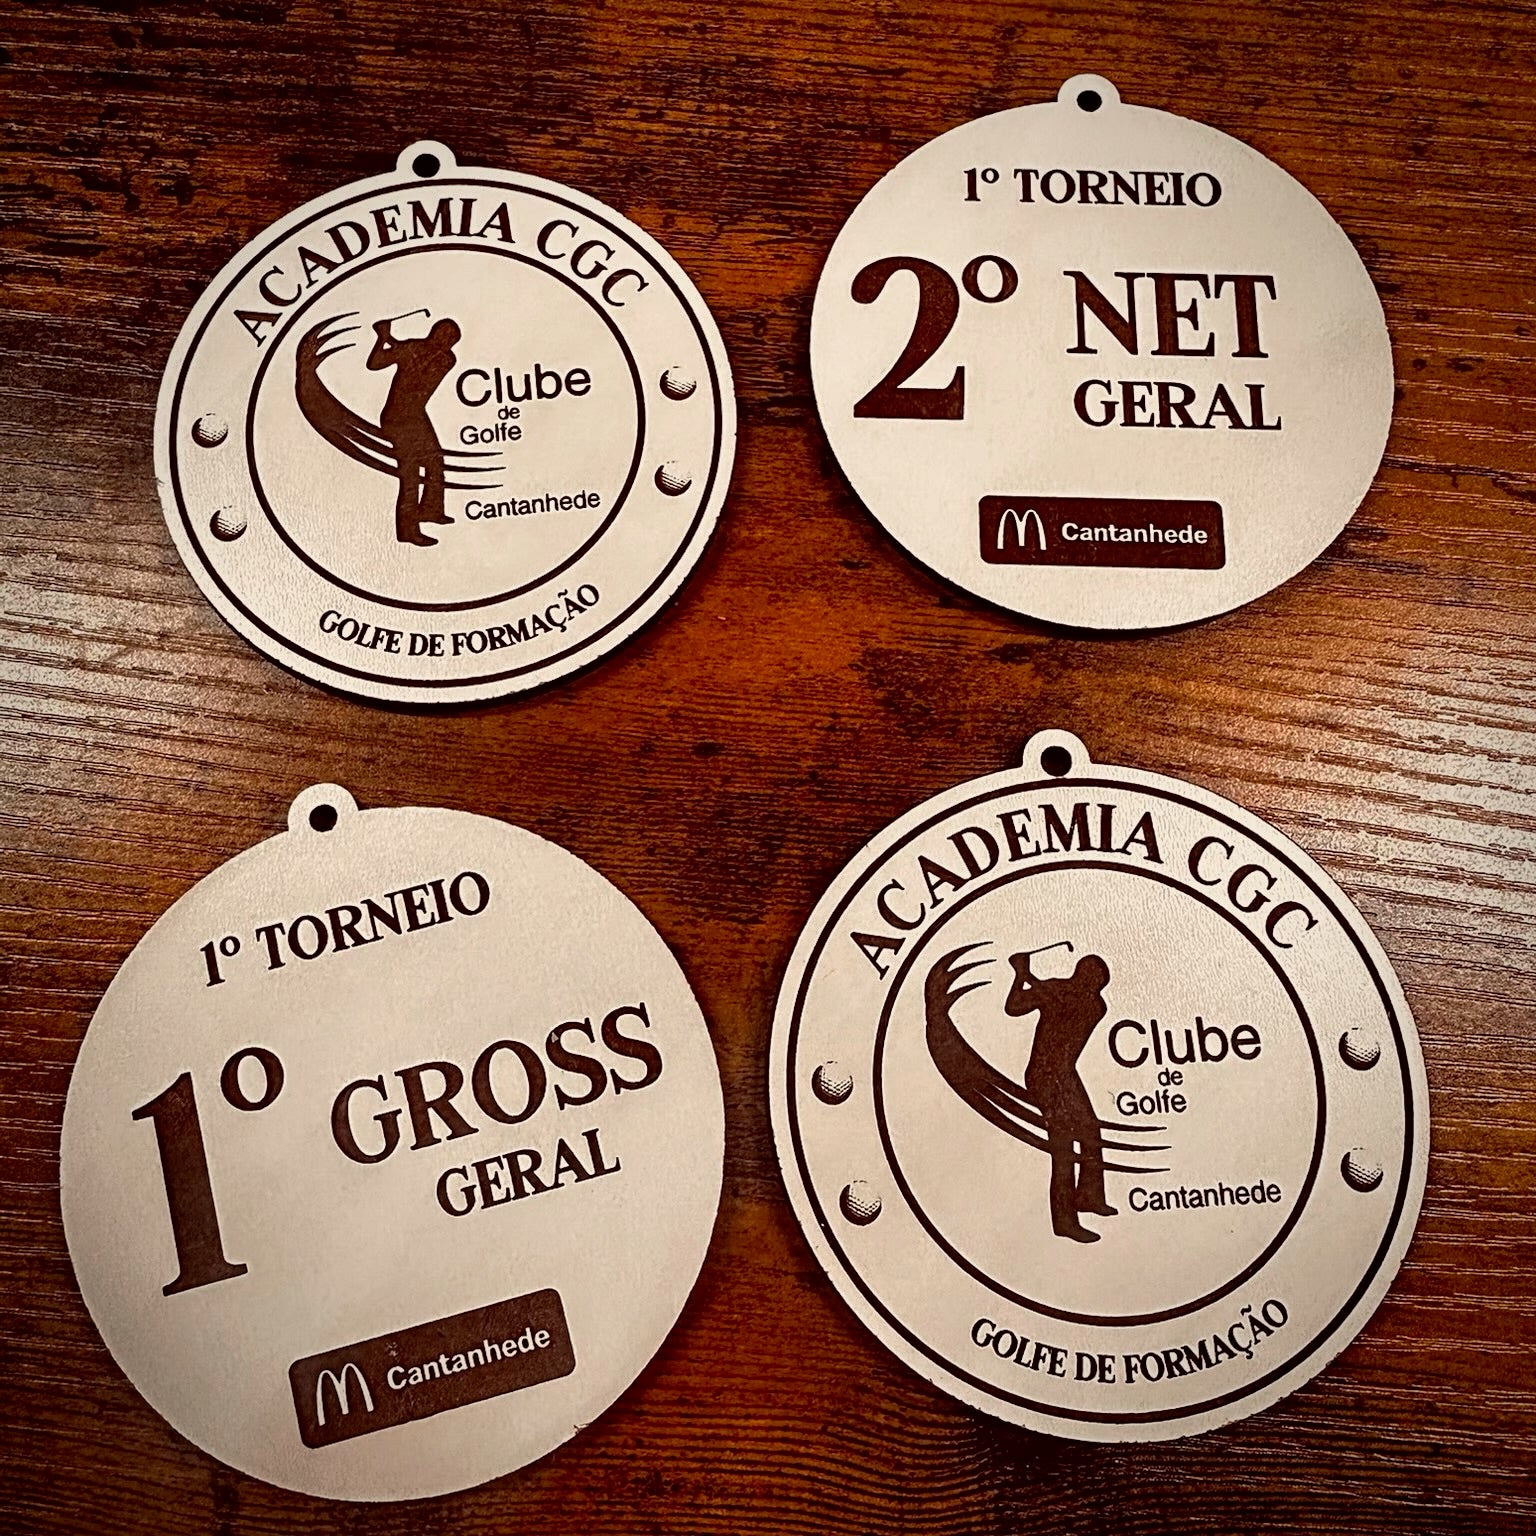 ACADEMIA CGC
Clube
de
Golfe
Cantanhede
GOLFE DE FORMAÇÃO
1º TORNEIO
2º NET
GERAL
Cantanhede
1º TORNEIO
1º GROSS
GERAL
Cantanhede
ACADEMIA CGC
Clube
de
Golfe
Cantanhede
GOLFE DE FORMAÇÃO